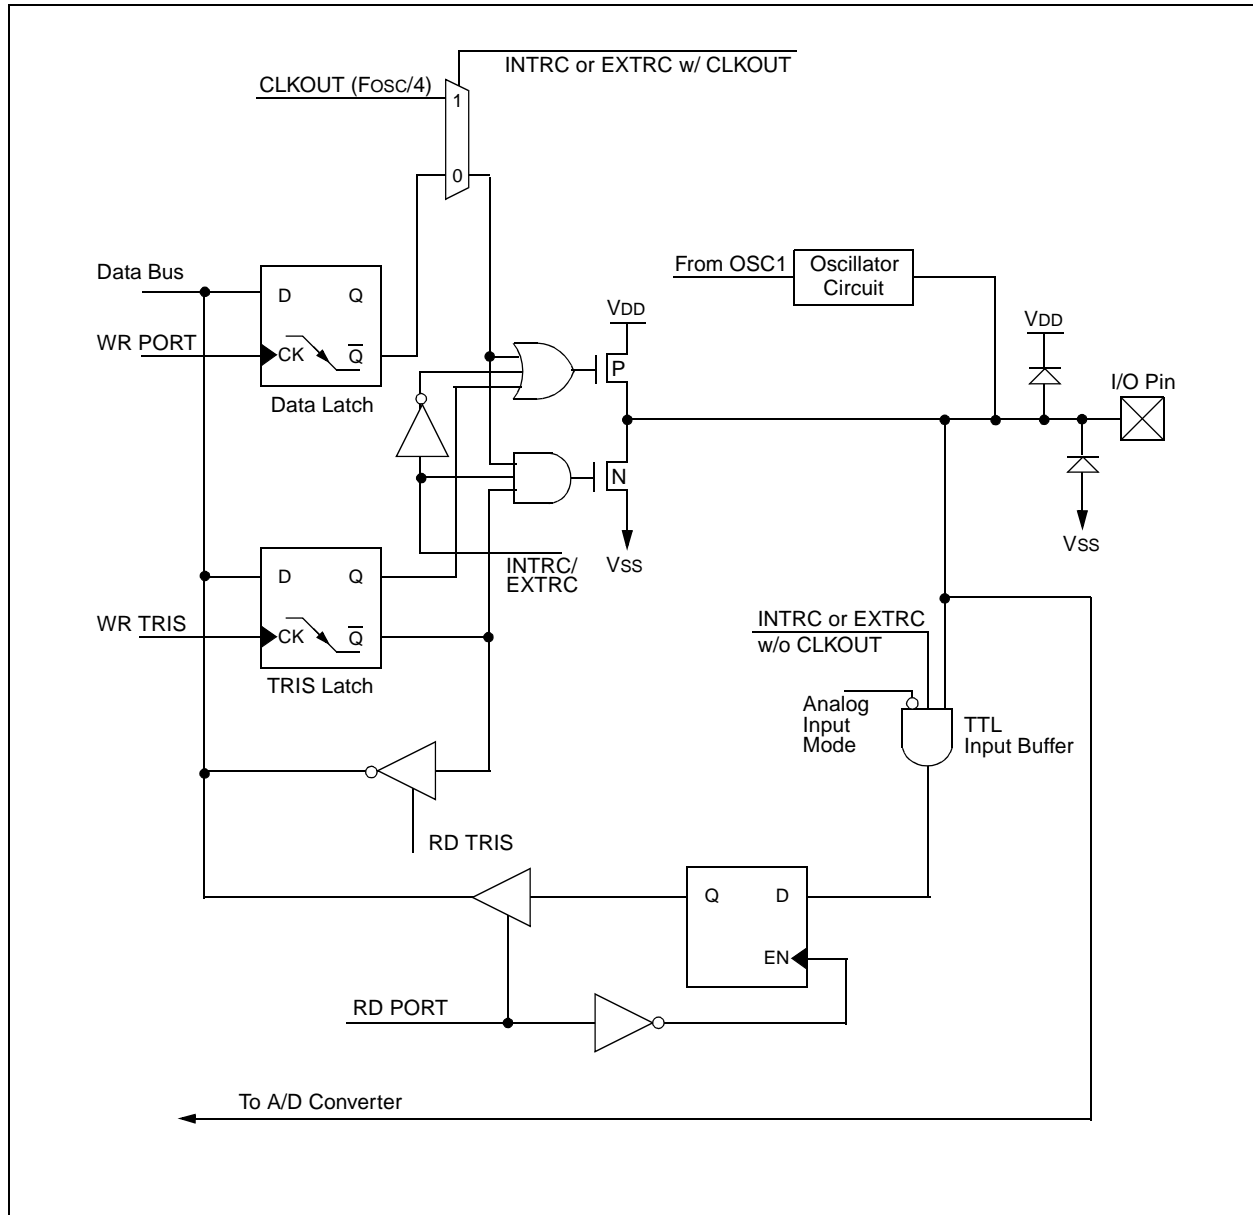 INTRC or EXTRC w/ CLKOUT
CLKOUT (FOSC/4)
1
0
Data Bus
D Q
WR PORT
CK Q̅
Data Latch
From OSC1
Oscillator
Circuit
VDD
P
VDD
I/O Pin
N
VSS
VSS
INTRC/
EXTRC
D Q
WR TRIS
CK Q̅
TRIS Latch
INTRC or EXTRC
w/o CLKOUT
Analog
Input
Mode
TTL
Input Buffer
RD TRIS
Q D
EN
RD PORT
To A/D Converter